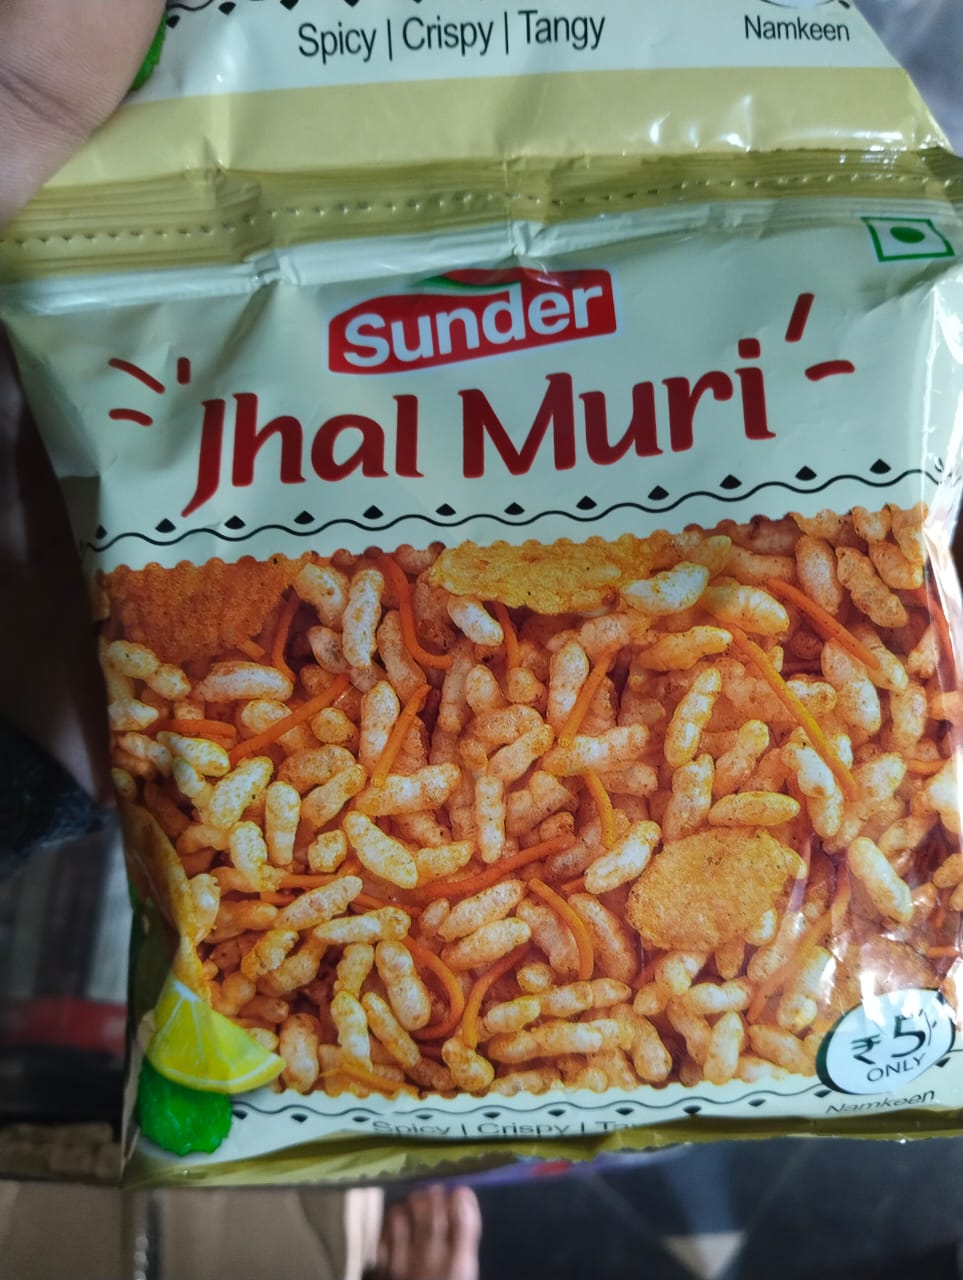 Spicy | Crispy | Tangy
Namkeen
Sunder
Jhal Muri
₹ 5/-
ONLY
Namkeen
Spicy | Crispy |